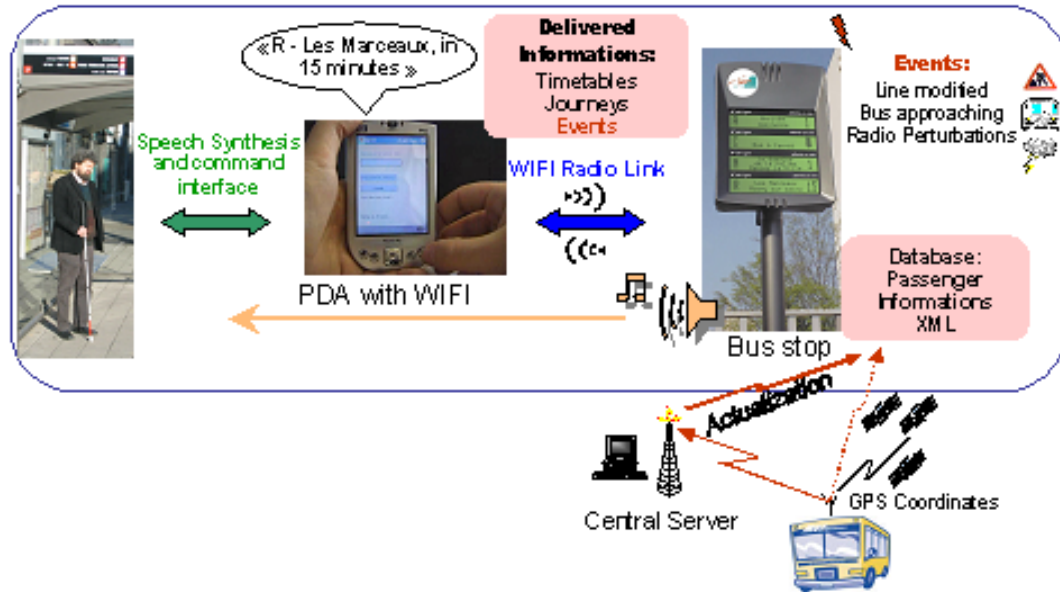 «R - Les Marceaux, in
15 minutes »
Delivered
Informations:
Timetables
Journeys
Events
Events:
Line modified
Bus approaching
Radio Perturbations
Speech Synthesis
and command
interface
WIFI Radio Link
PDA with WIFI
Database:
Passenger
Informations
XML
Bus stop
Actualization
Central Server
GPS Coordinates